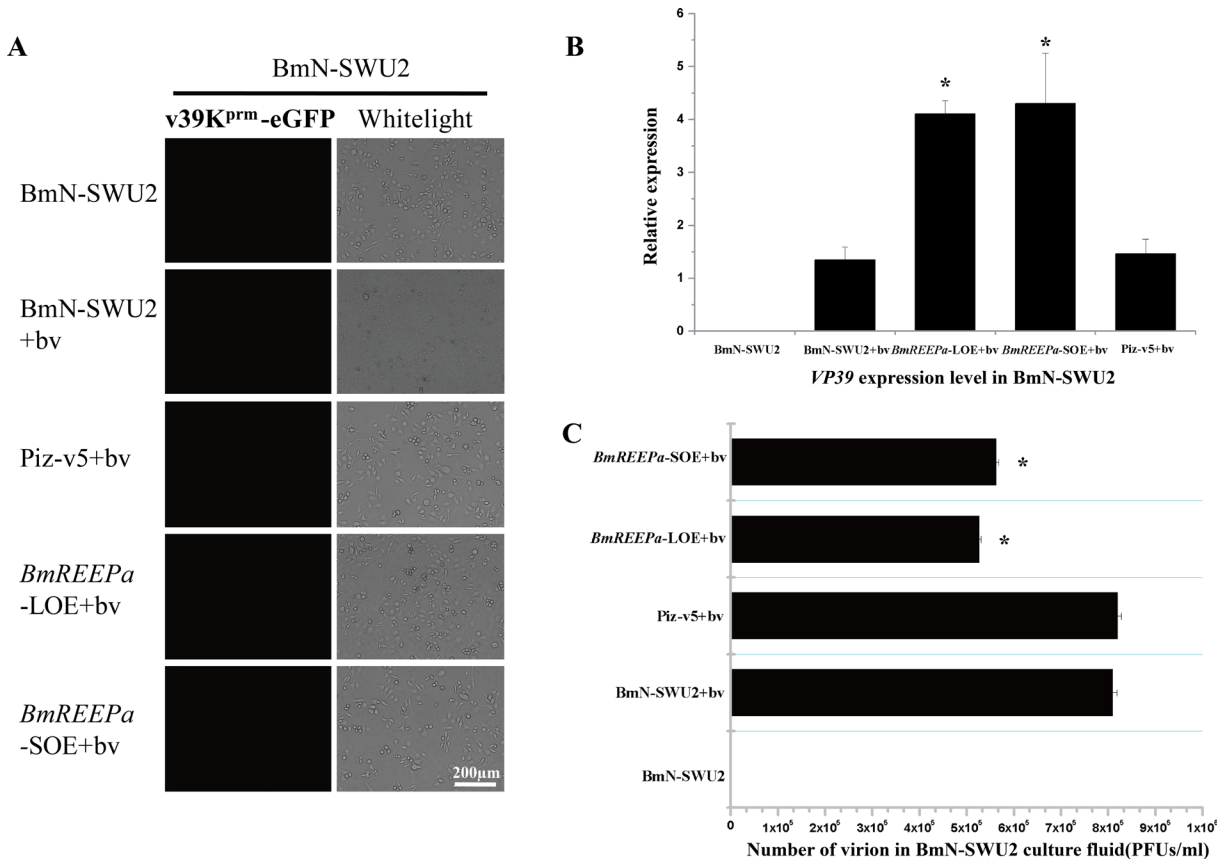 A
BmN-SWU2
v39Kᵖʳᵐ-eGFP Whitelight
BmN-SWU2
BmN-SWU2
+bv
Piz-v5+bv
BmREEPa
-LOE+bv
BmREEPa
-SOE+bv
200μm
B
Relative expression
6
5
4
3
2
1
0
*
*
BmN-SWU2 BmN-SWU2+bv BmREEPa-LOE+bv BmREEPa-SOE+bv Piz-v5+bv
VP39 expression level in BmN-SWU2
C
BmREEPa-SOE+bv *
BmREEPa-LOE+bv *
Piz-v5+bv
BmN-SWU2+bv
BmN-SWU2
0 1x10⁵ 2x10⁵ 3x10⁵ 4x10⁵ 5x10⁵ 6x10⁵ 7x10⁵ 8x10⁵ 9x10⁵ 1x10⁶
Number of virion in BmN-SWU2 culture fluid(PFUs/ml)